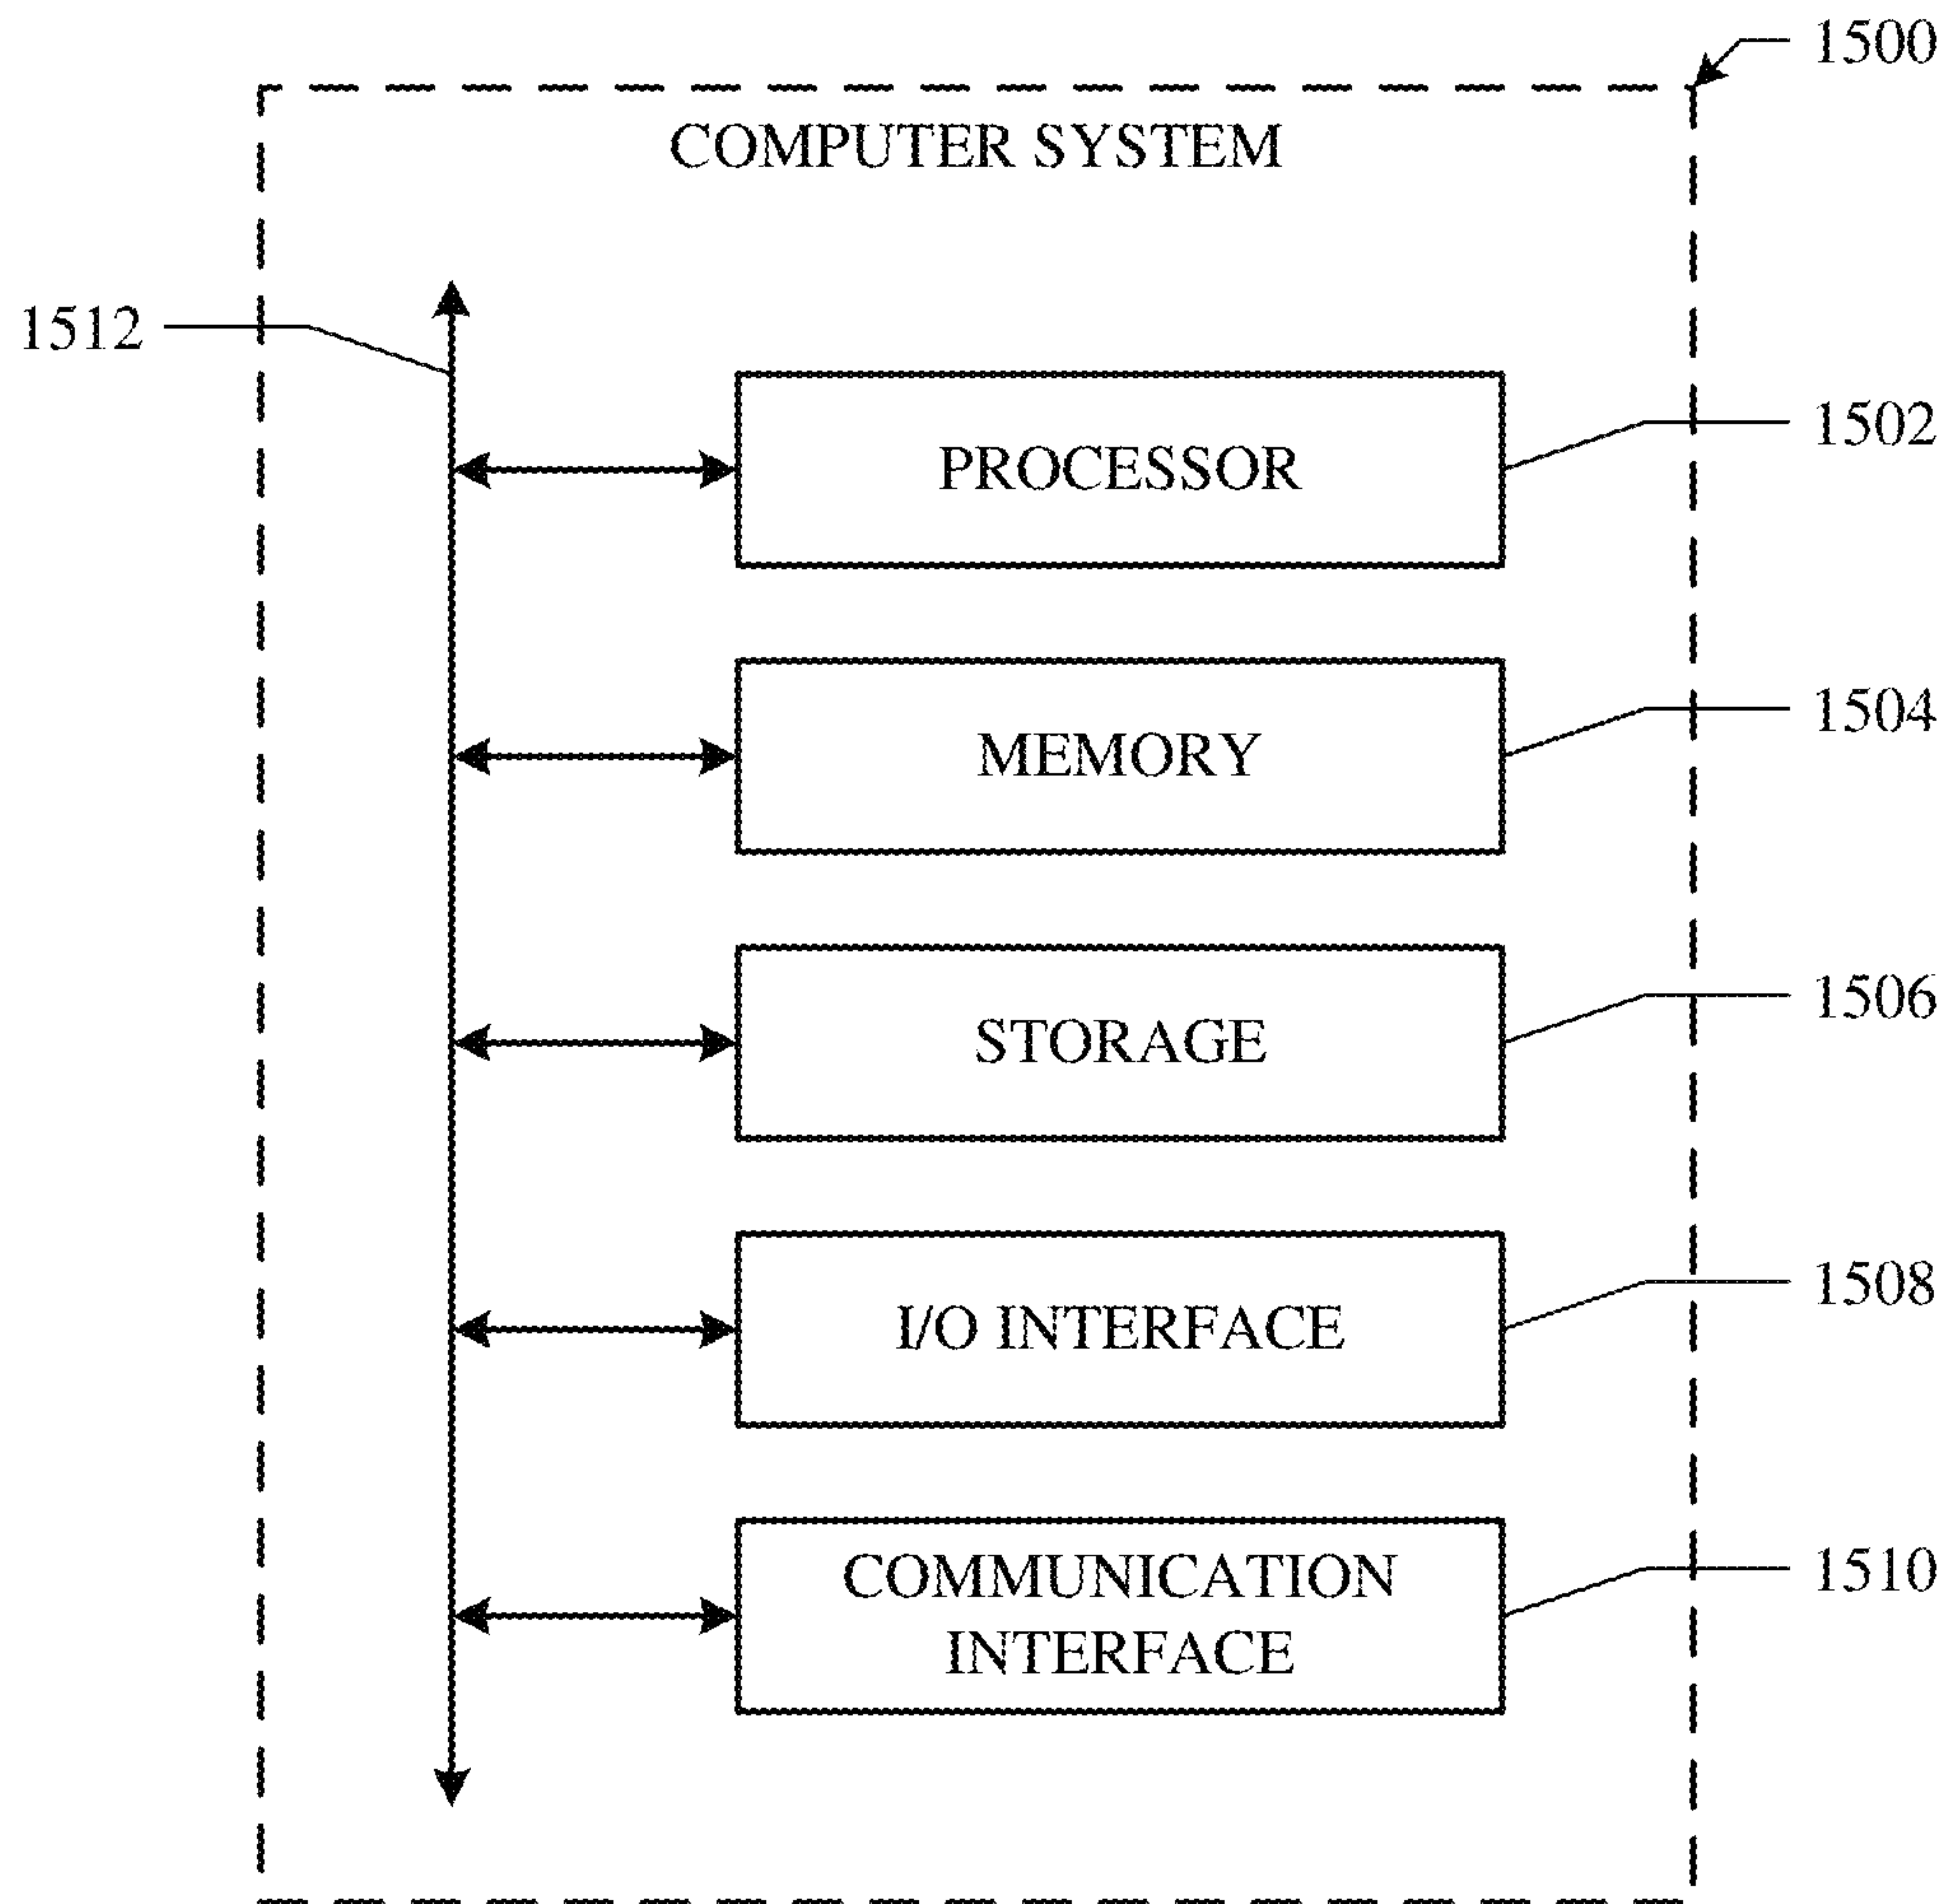 1500
COMPUTER SYSTEM
1512
PROCESSOR
1502
MEMORY
1504
STORAGE
1506
I/O INTERFACE
1508
COMMUNICATION
INTERFACE
1510